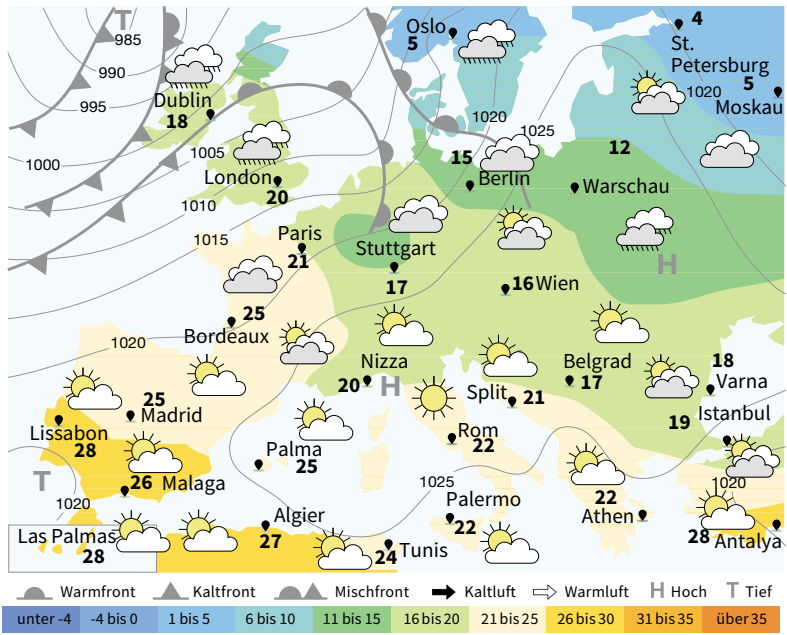 T
985
990
995
1000
1005
1010
1015
1020
Oslo
5
4
St.
Petersburg
5
1020
Moskau
Dublin
18
1020
1025
12
London
20
15
Berlin
Warschau
Paris
21
Stuttgart
17
16 Wien
H
25
Bordeaux
Nizza
20
H
Belgrad
17
18
Varna
Split
21
19
Istanbul
25
Madrid
Lissabon
28
Rom
22
Palma
25
T
26
Malaga
1020
1025
1020
Palermo
22
22
Athen
28
Antalya
Las Palmas
28
Algier
27
24
Tunis
Warmfront Kaltfront Mischfront Kaltluft Warmluft H Hoch T Tief
unter -4 -4 bis 0 1 bis 5 6 bis 10 11 bis 15 16 bis 20 21 bis 25 26 bis 30 31 bis 35 über 35